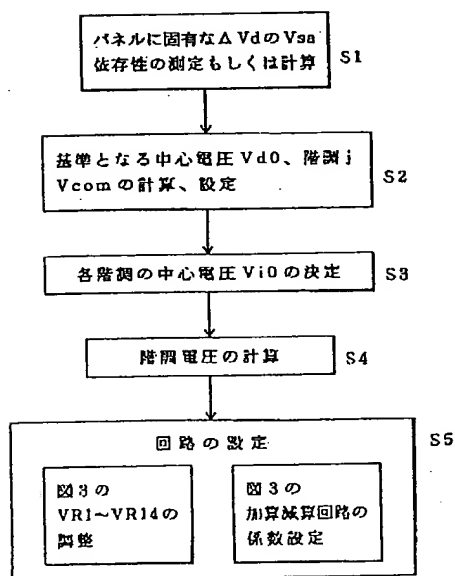 パネルに固有なΔVdのVsa
依存性の測定もしくは計算
S1
基準となる中心電圧Vd0、階調j
Vcomの計算、設定
S2
各階調の中心電圧Vi0の決定
S3
階調電圧の計算
S4
回路の設定
S5
図3の
VR1~VR14の
調整
図3の
加算減算回路の
係数設定